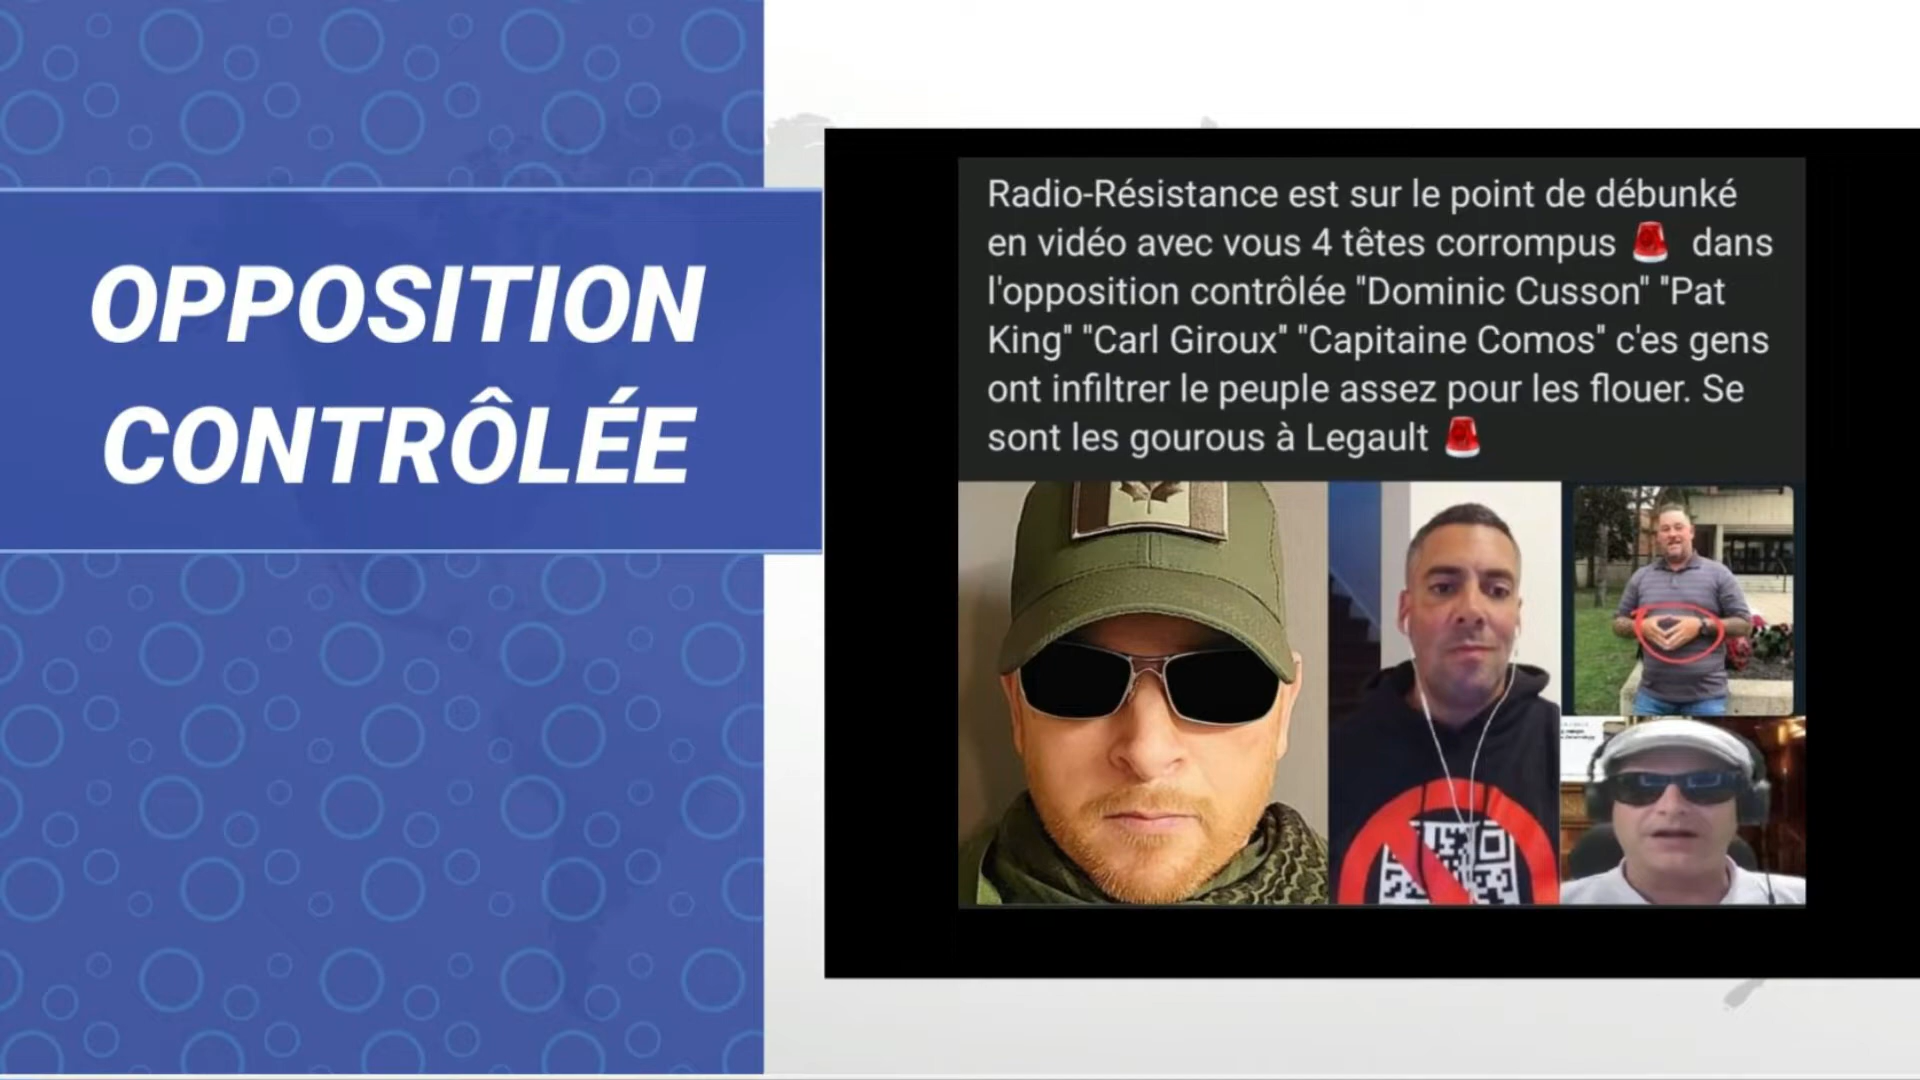 OPPOSITION
CONTRÔLÉE
Radio-Résistance est sur le point de débunké
en vidéo avec vous 4 têtes corrompus 🚨 dans
l'opposition contrôlée "Dominic Cusson" "Pat
King" "Carl Giroux" "Capitaine Comos" c'es gens
ont infiltrer le peuple assez pour les flouer. Se
sont les gourous à Legault 🚨